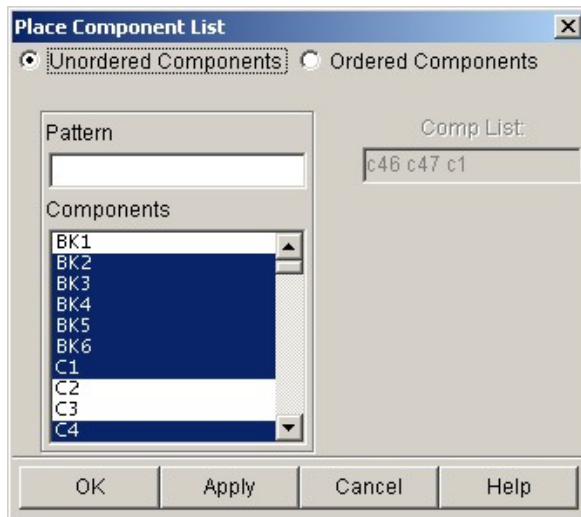 Place Component List
Unordered Components Ordered Components
Pattern
Comp List:
c46 c47 c1
Components
BK1
BK2
BK3
BK4
BK5
BK6
C1
C2
C3
C4
OK Apply Cancel Help